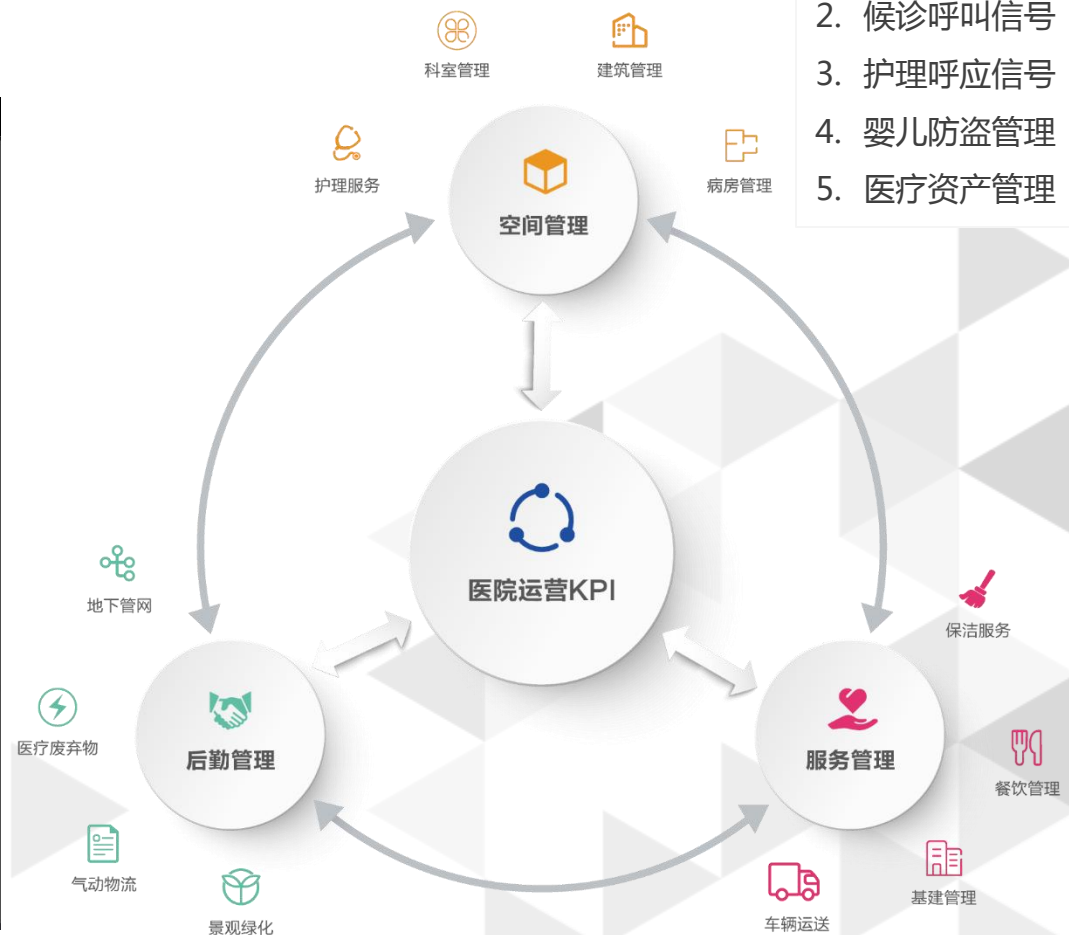 2. 候诊呼叫信号
3. 护理呼应信号
4. 婴儿防盗管理
5. 医疗资产管理
科室管理
建筑管理
护理服务
病房管理
空间管理
医院运营KPI
地下管网
保洁服务
后勤管理
服务管理
医疗废弃物
餐饮管理
气动物流
基建管理
景观绿化
车辆运送